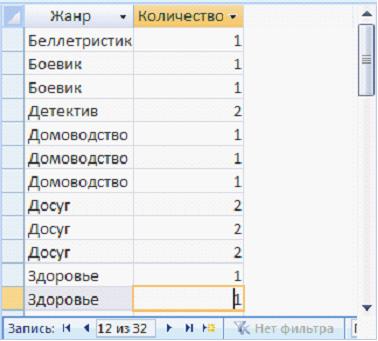 Жанр Количество
Беллетристик 1
Боевик 1
Боевик 1
Детектив 2
Домоводство 1
Домоводство 1
Домоводство 1
Досуг 2
Досуг 2
Досуг 2
Здоровье 1
Здоровье 1
Запись: 12 из 32 Нет фильтра